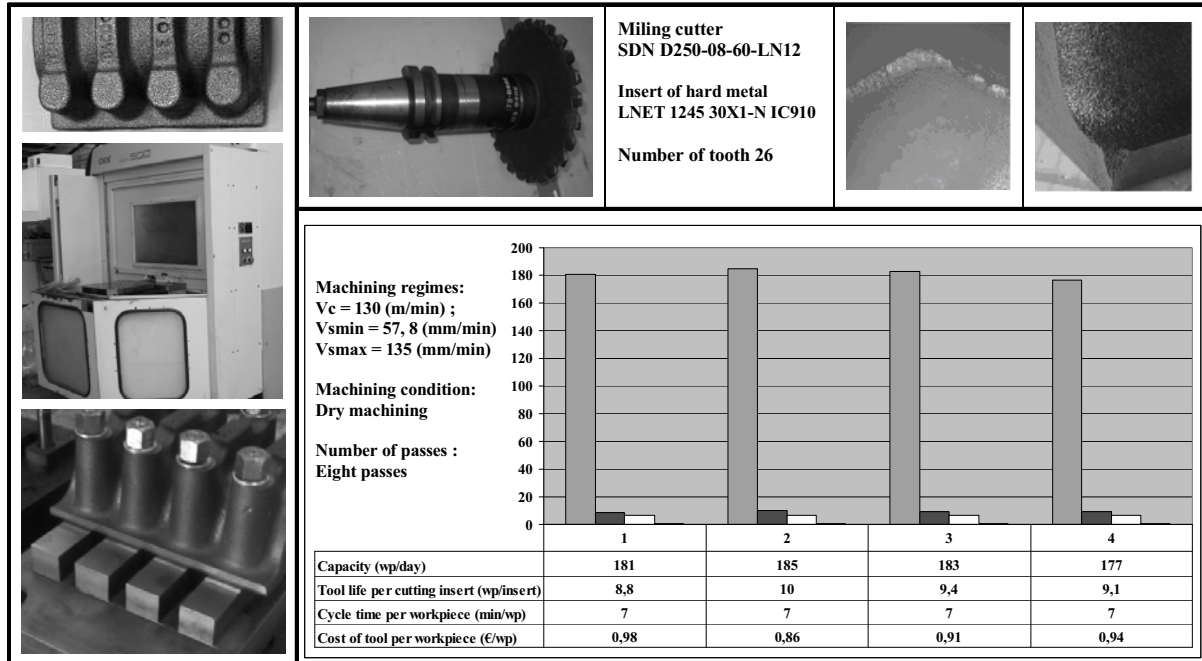 Miling cutter
SDN D250-08-60-LN12
Insert of hard metal
LNET 1245 30X1-N IC910
Number of tooth 26
500
Machining regimes:
Vc = 130 (m/min) ;
Vsmin = 57, 8 (mm/min)
Vsmax = 135 (mm/min)
Machining condition:
Dry machining
Number of passes :
Eight passes
200
180
160
140
120
100
80
60
40
20
0
1 2 3 4
Capacity (wp/day) 181 185 183 177
Tool life per cutting insert (wp/insert) 8,8 10 9,4 9,1
Cycle time per workpiece (min/wp) 7 7 7 7
Cost of tool per workpiece (€/wp) 0,98 0,86 0,91 0,94